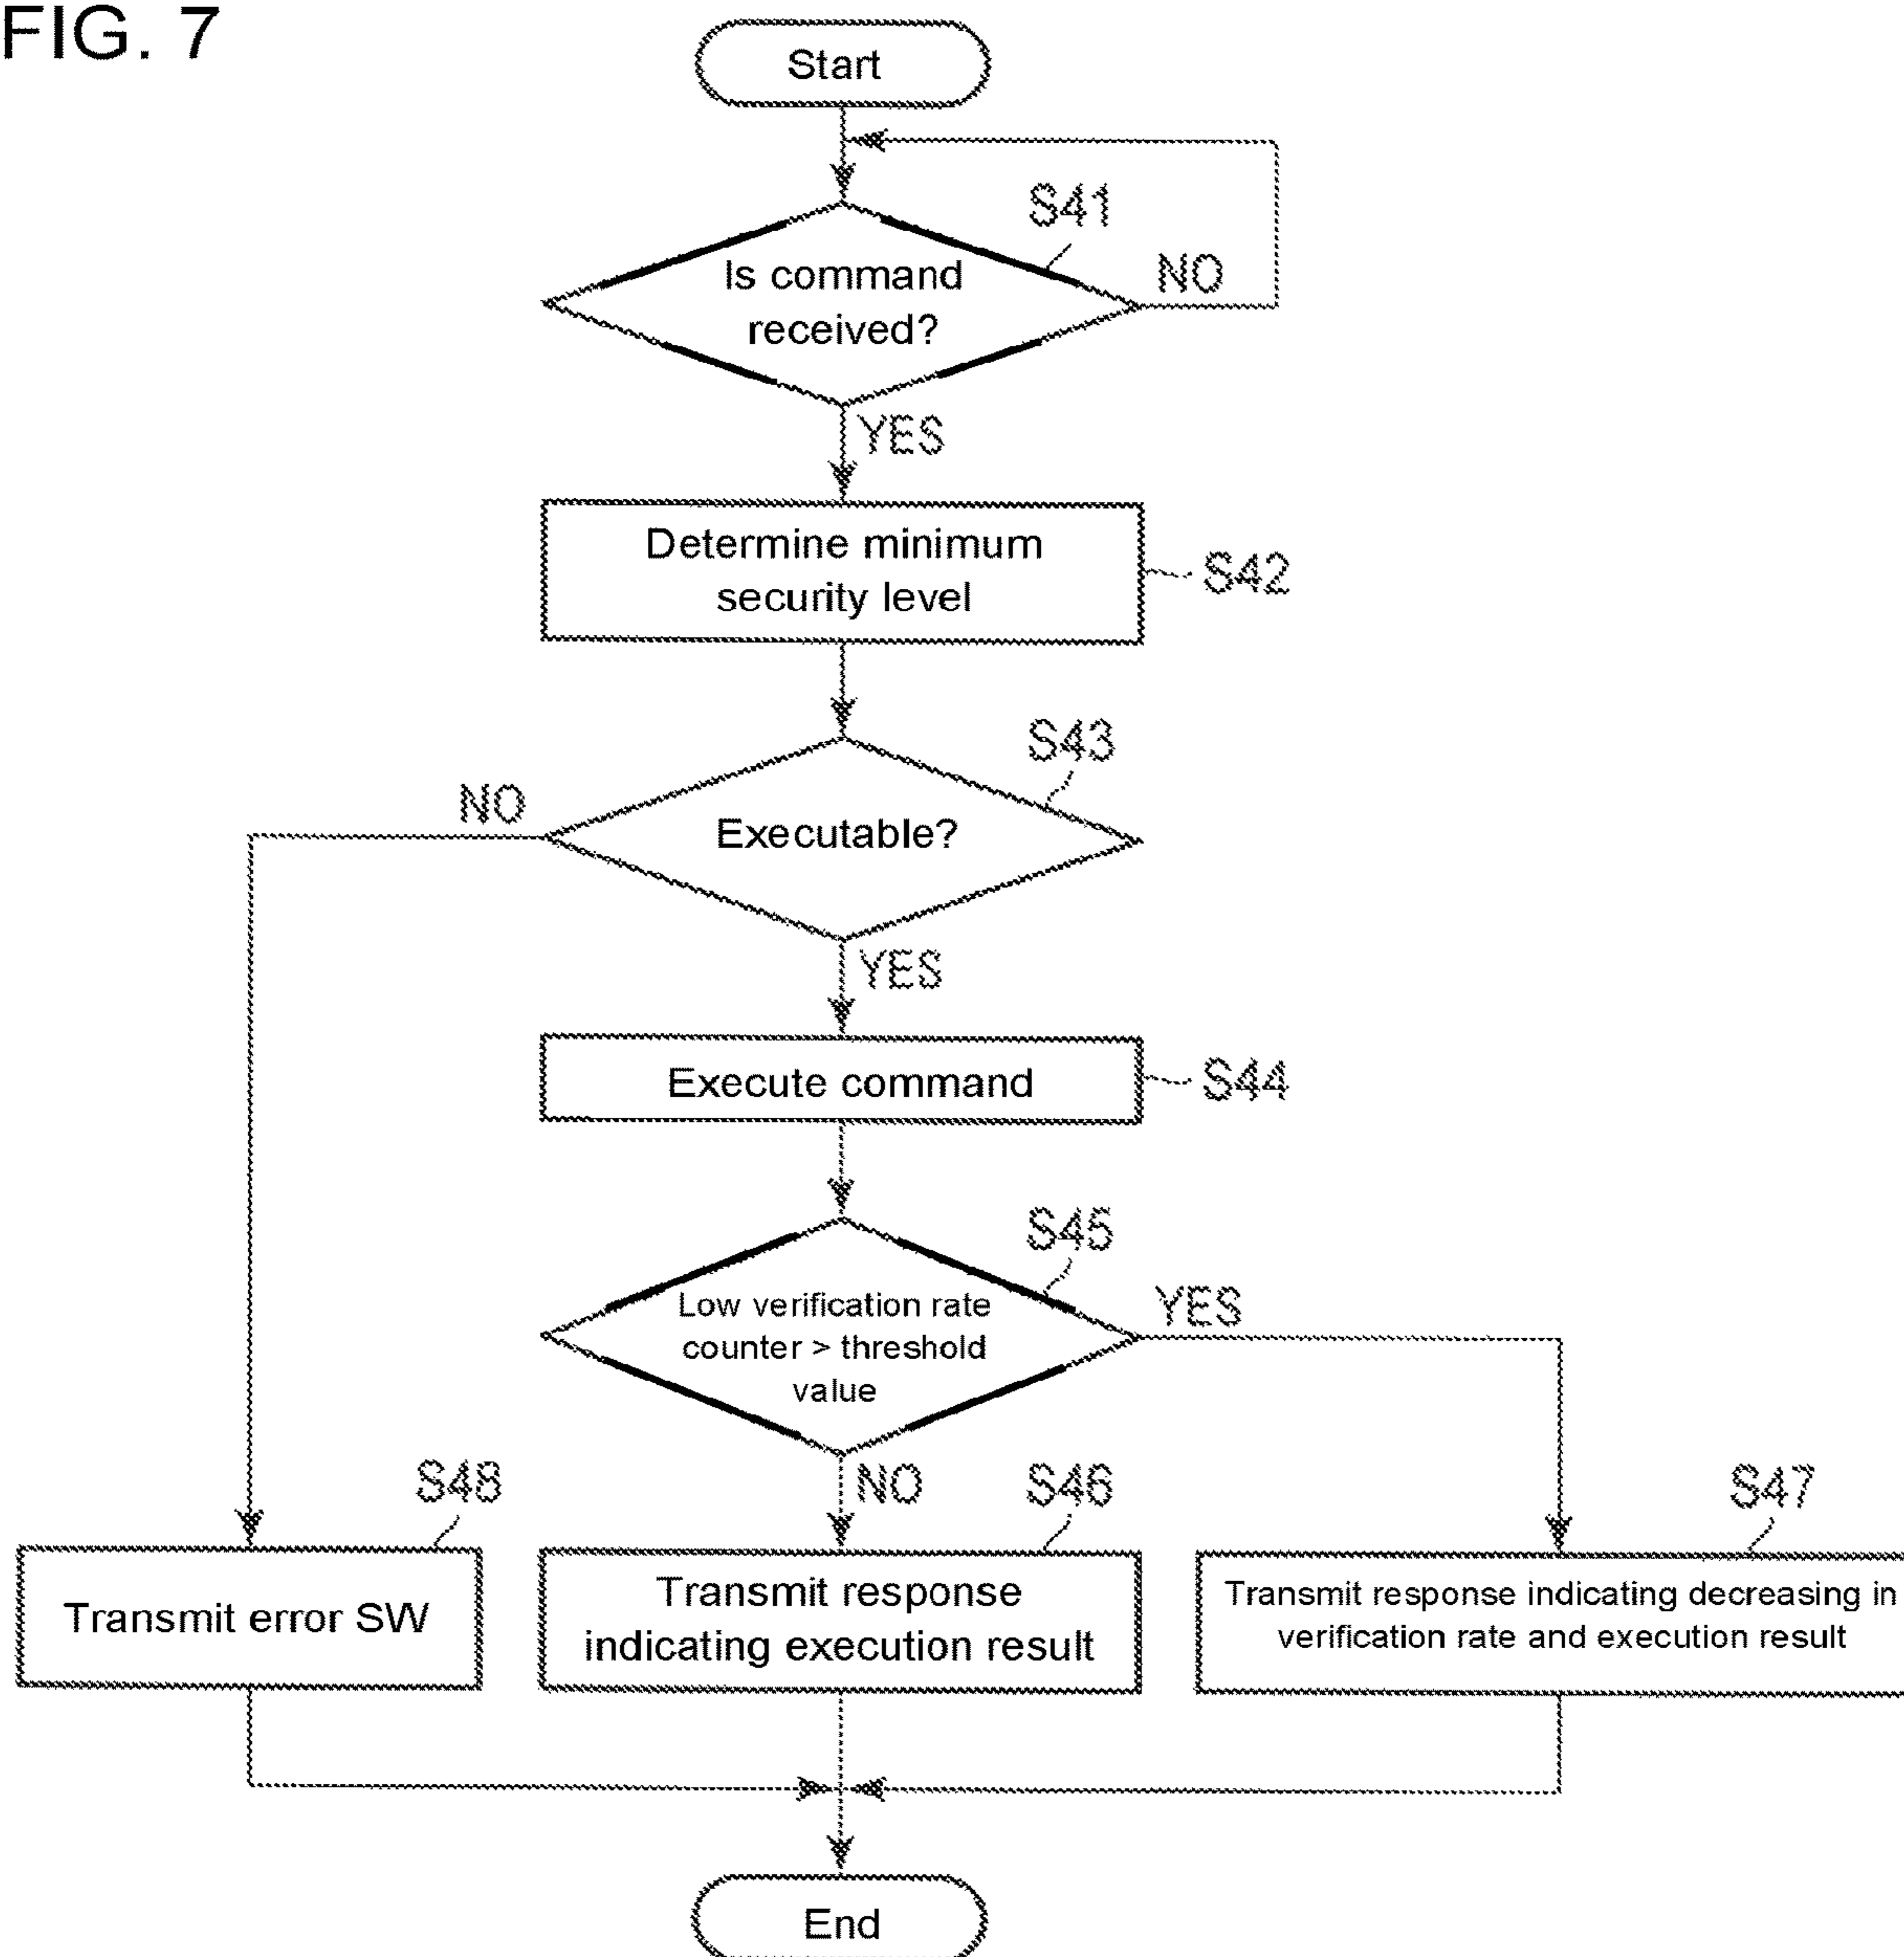 FIG. 7
Start
S41
Is command
received?
NO
YES
Determine minimum
security level
S42
S43
NO
Executable?
YES
Execute command
S44
S45
Low verification rate
counter > threshold
value
YES
NO
S48
S46
S47
Transmit error SW
Transmit response
indicating execution result
Transmit response indicating decreasing in
verification rate and execution result
End